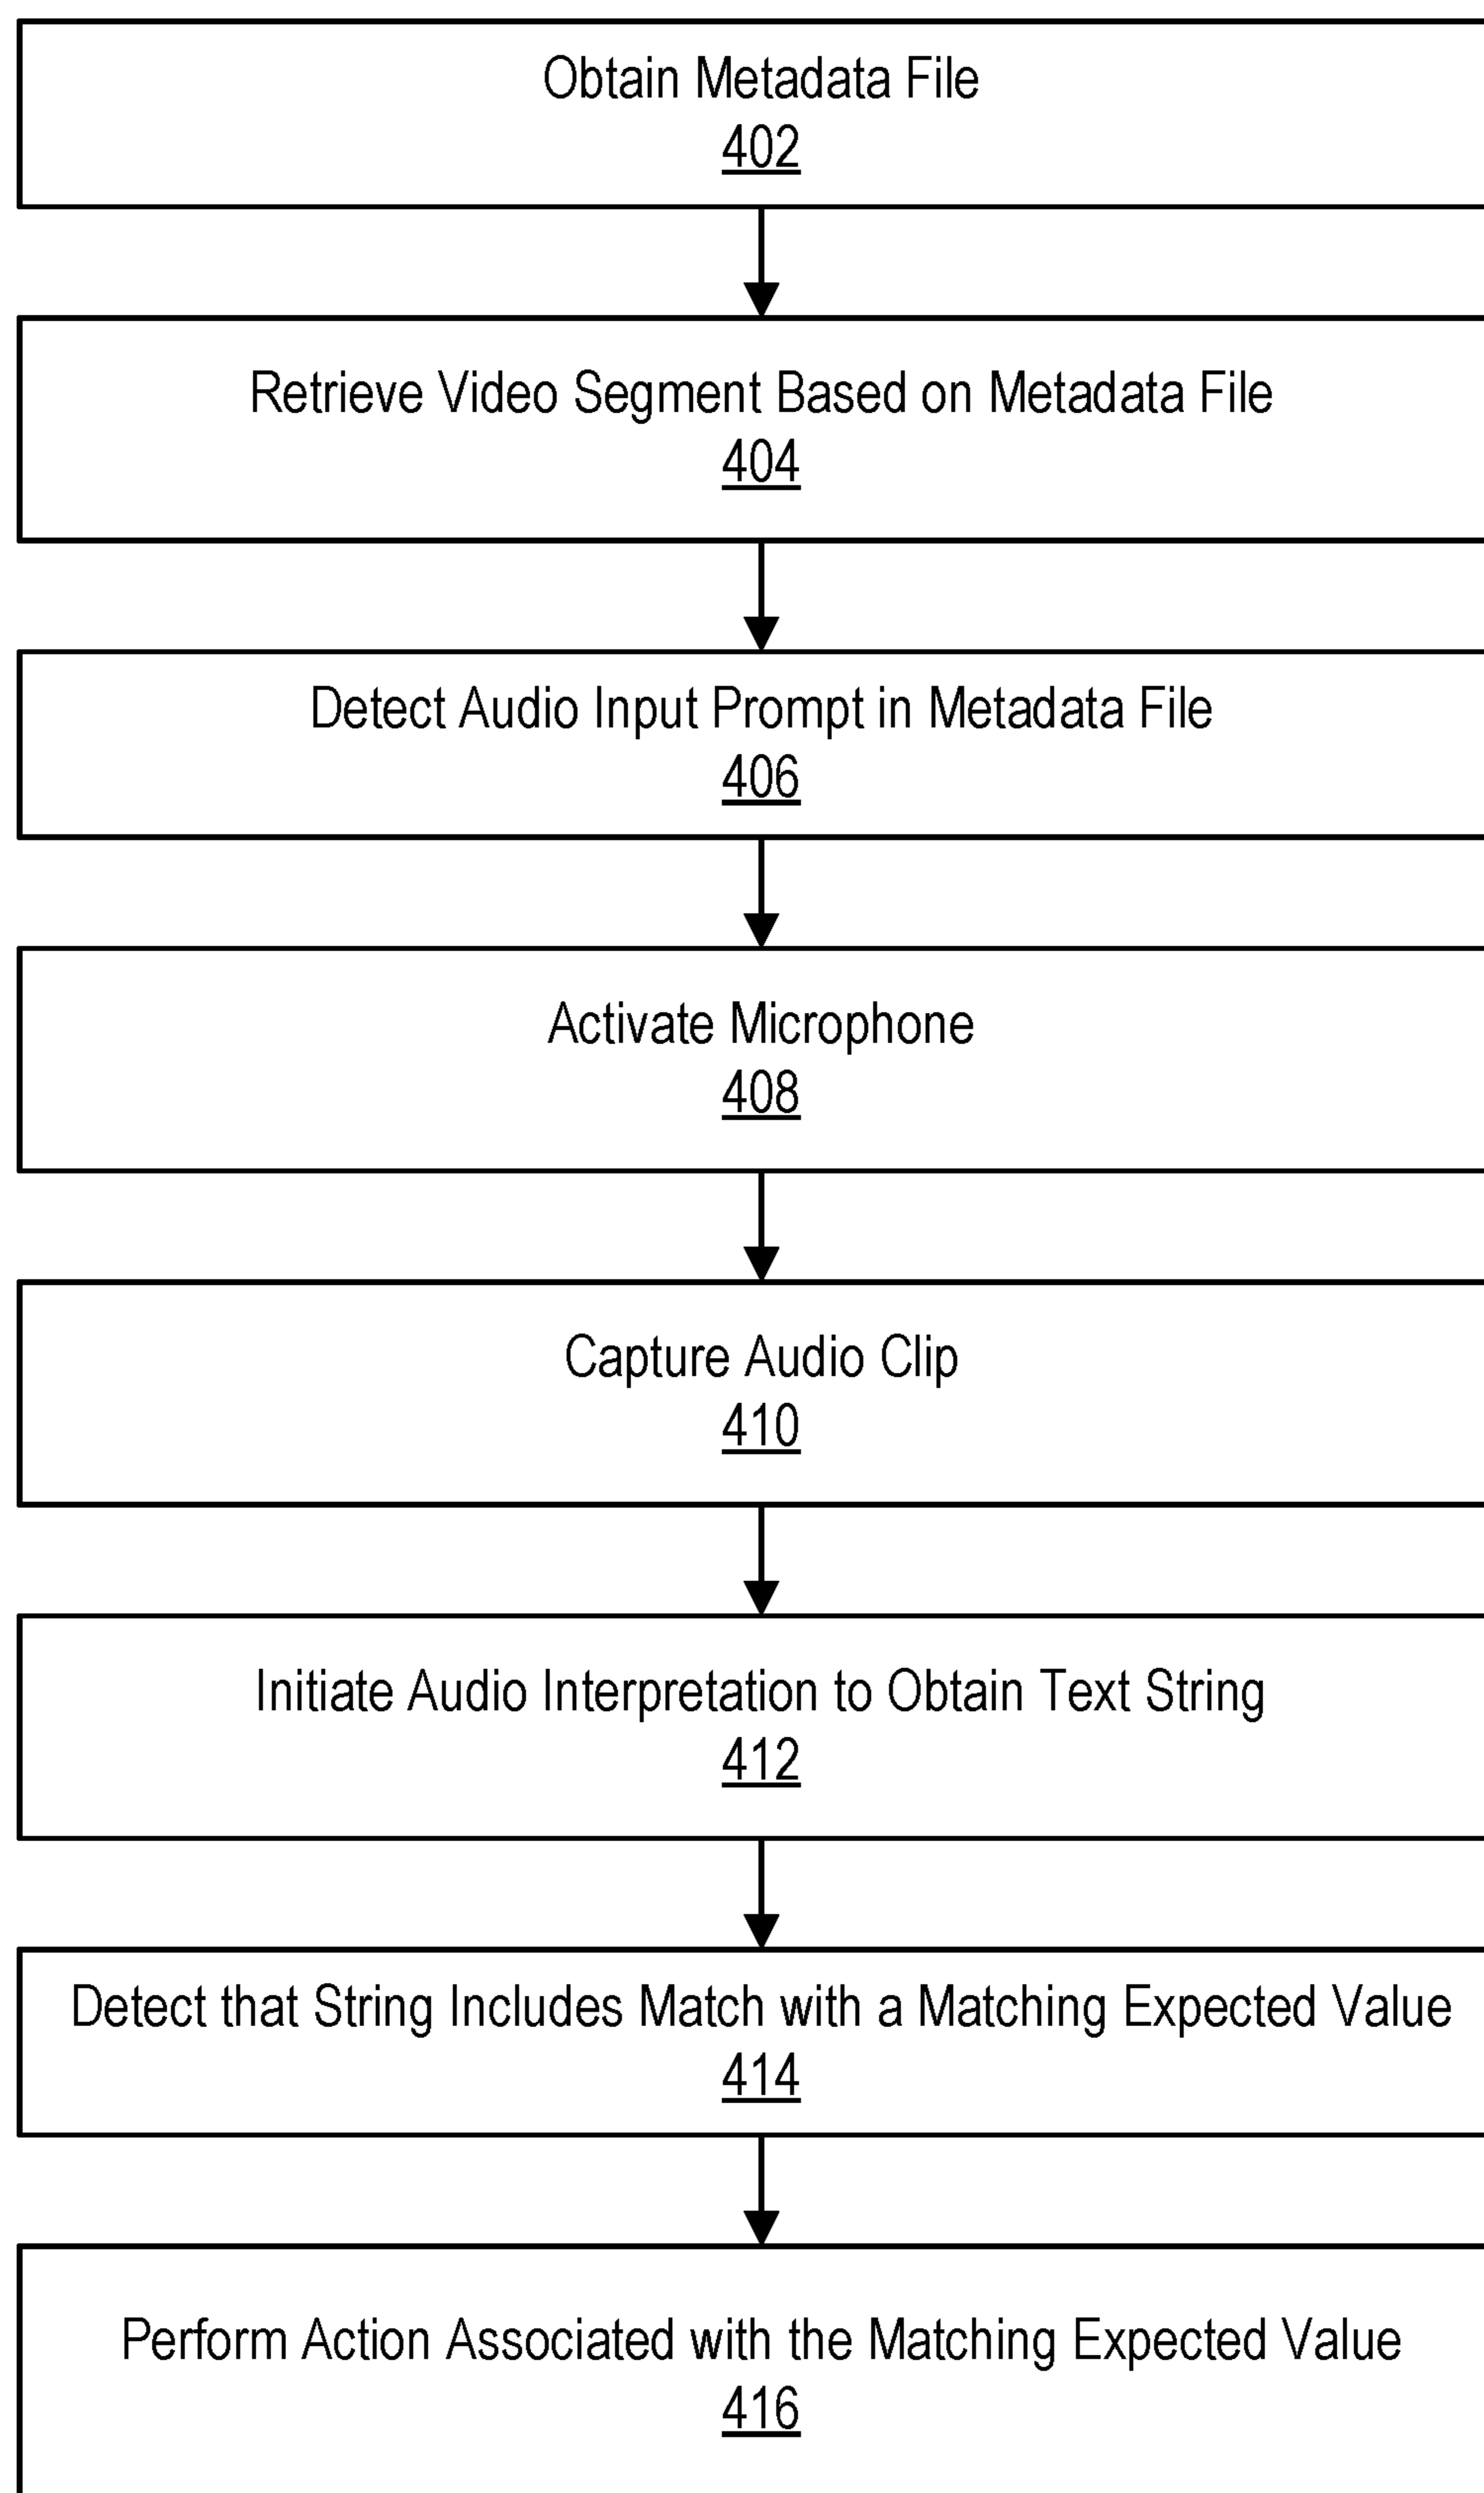 Obtain Metadata File
402
Retrieve Video Segment Based on Metadata File
404
Detect Audio Input Prompt in Metadata File
406
Activate Microphone
408
Capture Audio Clip
410
Initiate Audio Interpretation to Obtain Text String
412
Detect that String Includes Match with a Matching Expected Value
414
Perform Action Associated with the Matching Expected Value
416